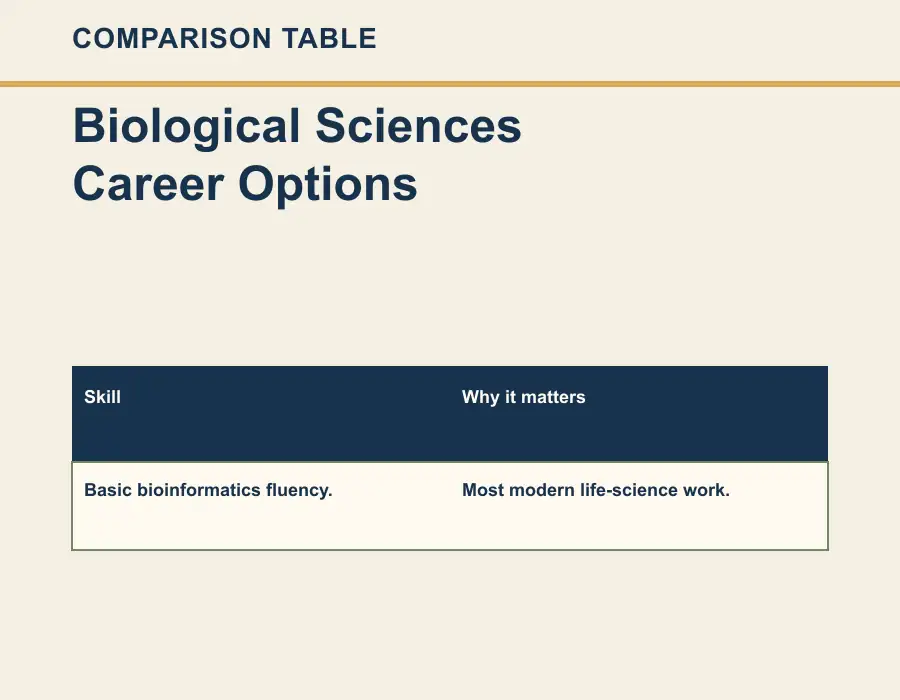 COMPARISON TABLE
Biological Sciences
Career Options
Skill
Why it matters
Basic bioinformatics fluency.
Most modern life-science work.